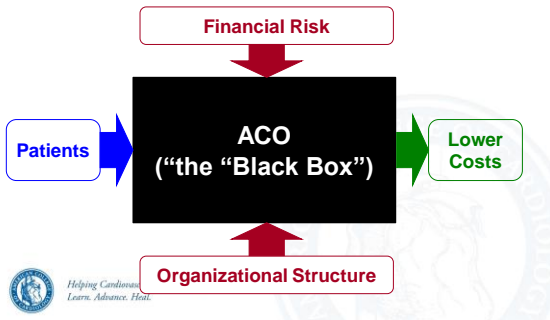 Financial Risk
Patients
ACO
(“the “Black Box”)
Lower
Costs
Organizational Structure
Helping Cardiovas
Learn. Advance. Heal.